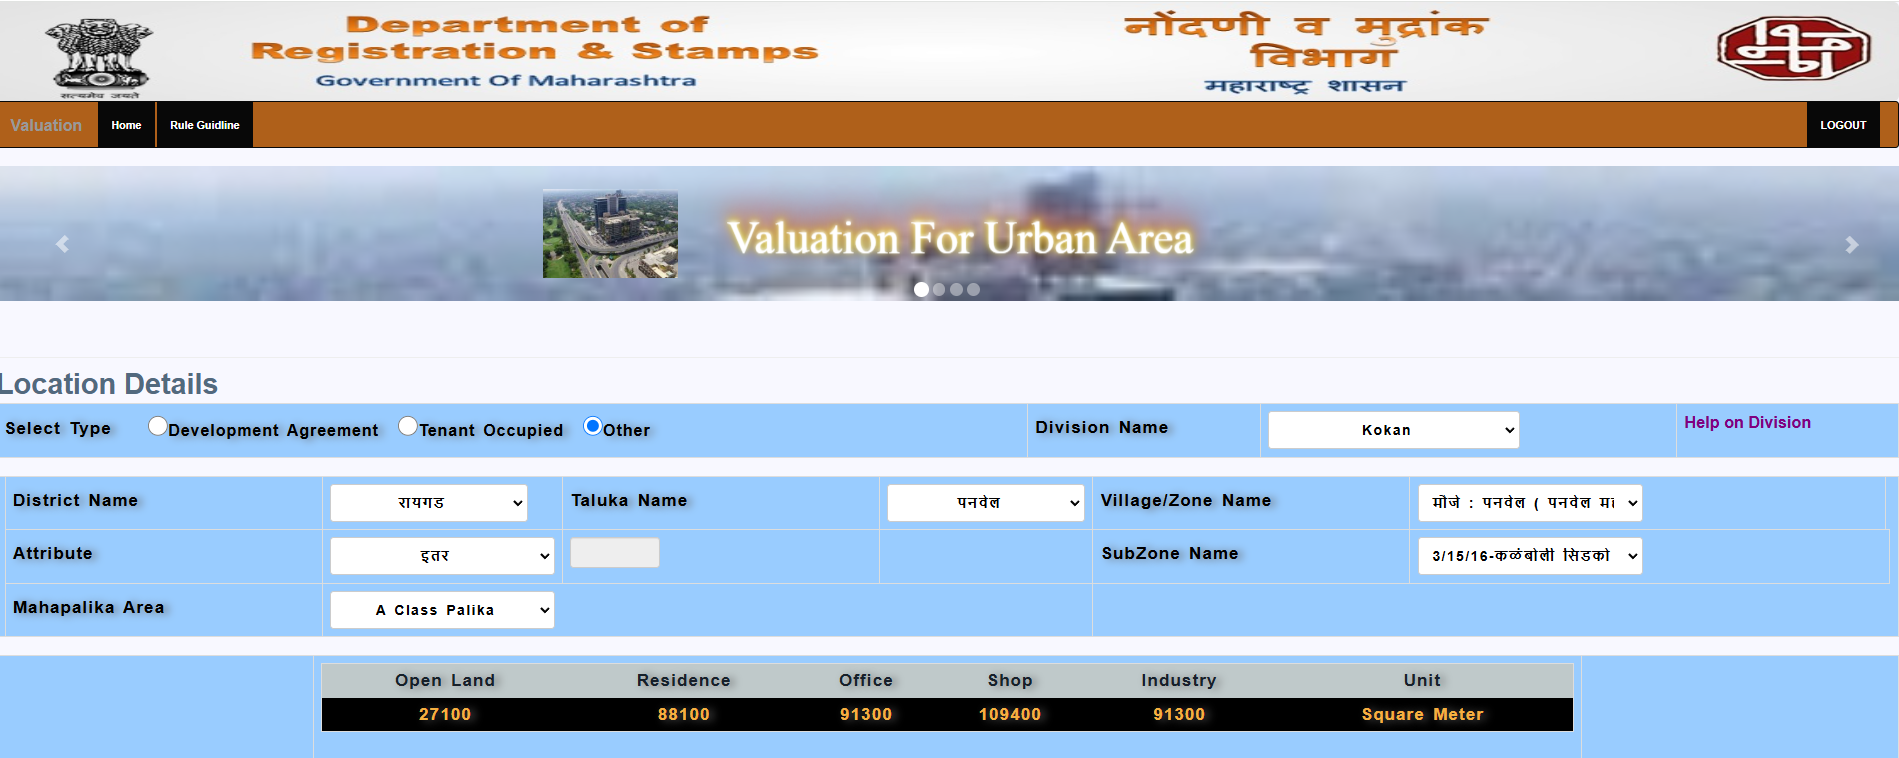 Department of
Registration & Stamps
Government Of Maharashtra
नोंदणी व मुद्रांक
विभाग
महाराष्ट्र शासन
सत्यमेव जयते
Valuation Home Rule Guidline LOGOUT
Valuation For Urban Area
Location Details
Select Type Development Agreement Tenant Occupied Other Division Name Kokan Help on Division
District Name रायगड Taluka Name पनवेल Village/Zone Name मौजे : पनवेल ( पनवेल
Attribute इतर SubZone Name 3/15/16-कळंबोली सिडको
Mahapalika Area A Class Palika
Open Land Residence Office Shop Industry Unit
27100 88100 91300 109400 91300 Square Meter